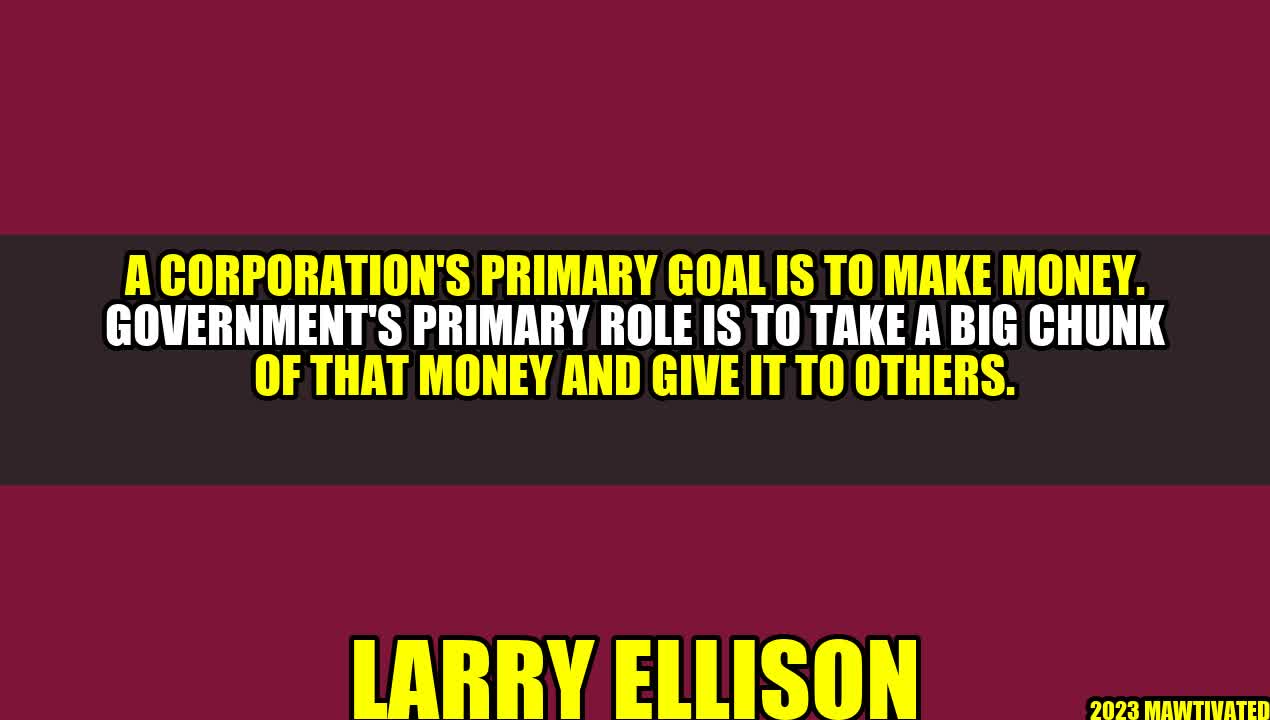 A CORPORATION'S PRIMARY GOAL IS TO MAKE MONEY.
GOVERNMENT'S PRIMARY ROLE IS TO TAKE A BIG CHUNK
OF THAT MONEY AND GIVE IT TO OTHERS.
LARRY ELLISON
2023 MAWTIVATED